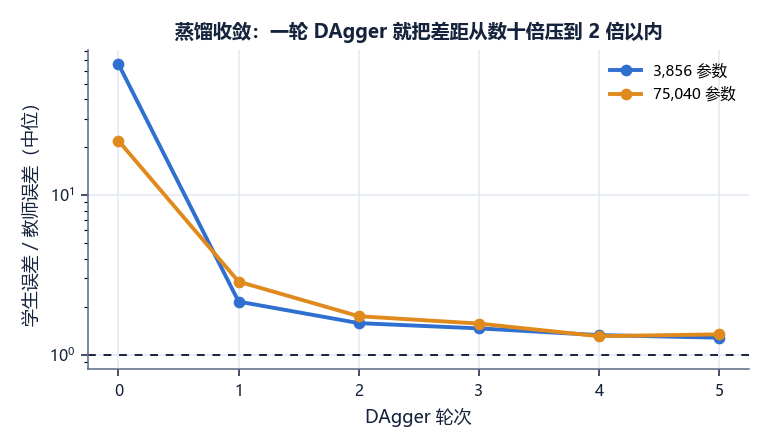 蒸馏收敛：一轮 DAgger 就把差距从数十倍压到 2 倍以内
3,856 参数
75,040 参数
学生误差 / 教师误差（中位）
10¹
10⁰
0 1 2 3 4 5
DAgger 轮次